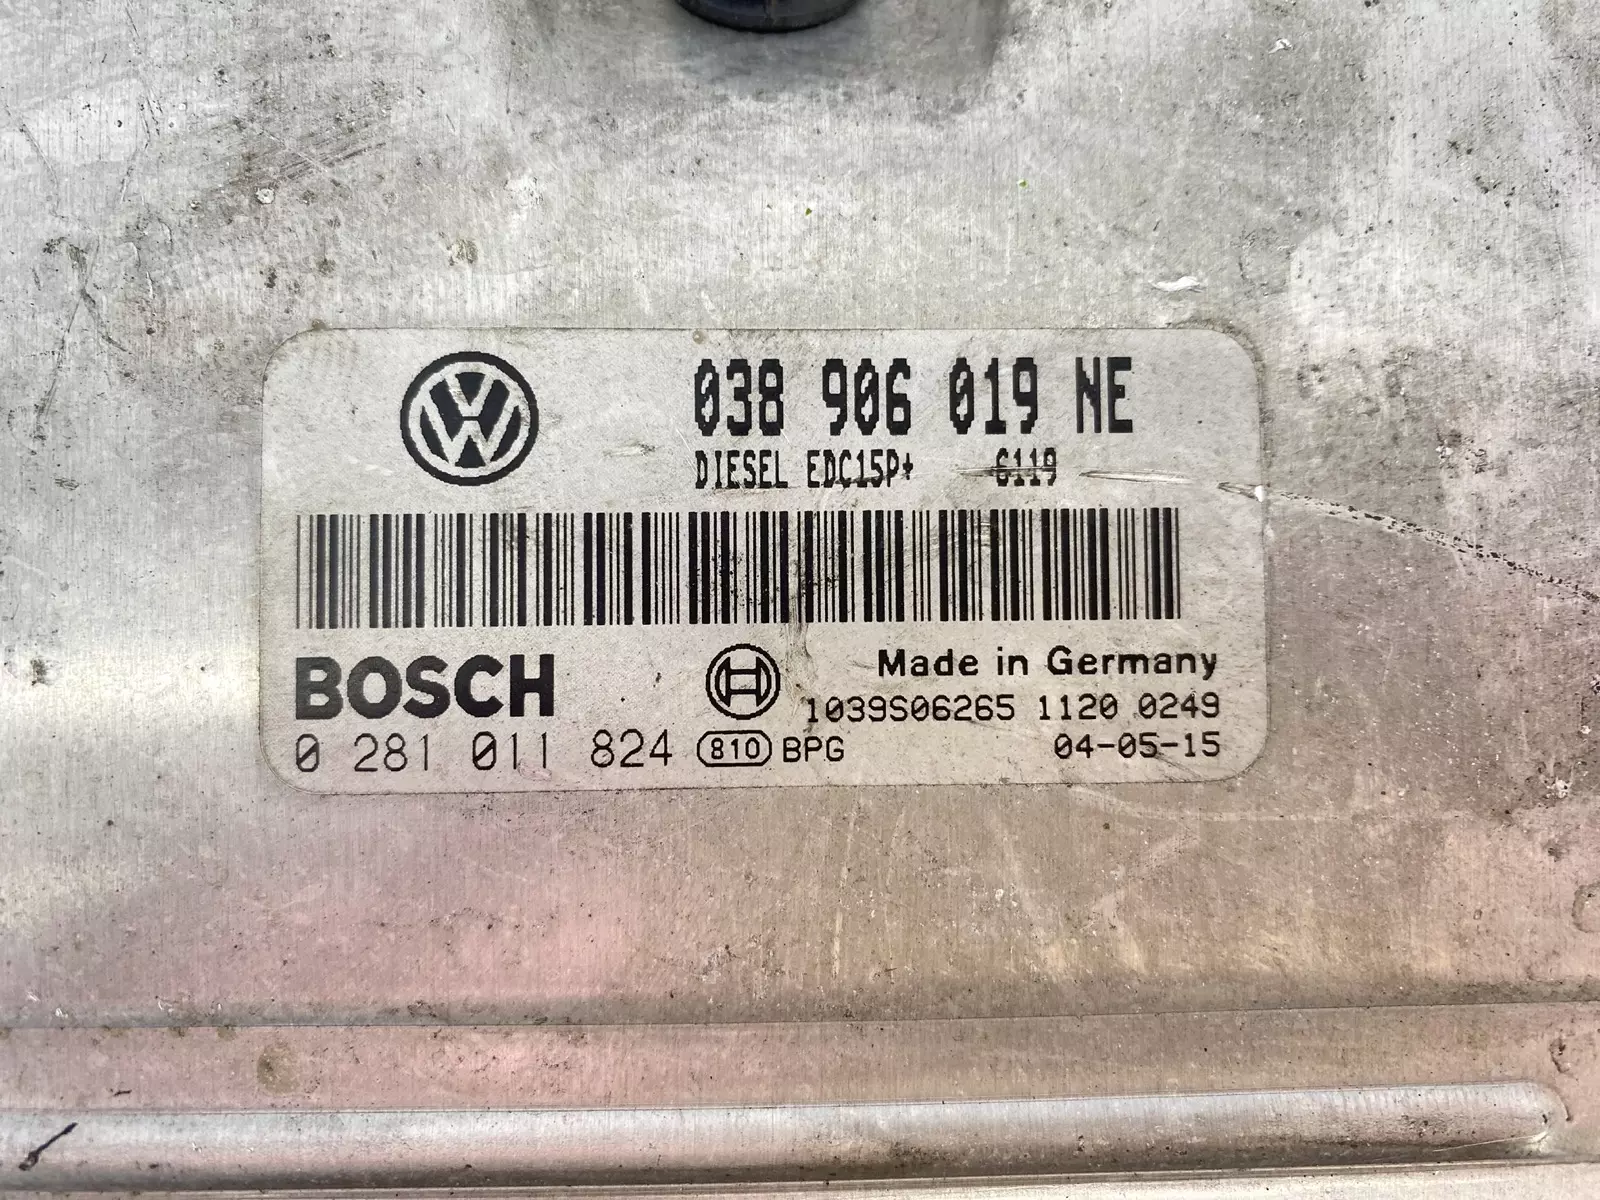 038 906 019 NE
DIESEL EDC15P+ 6119
BOSCH
Made in Germany
1039S06265 1120 0249
0 281 011 824 810 BPG 04-05-15